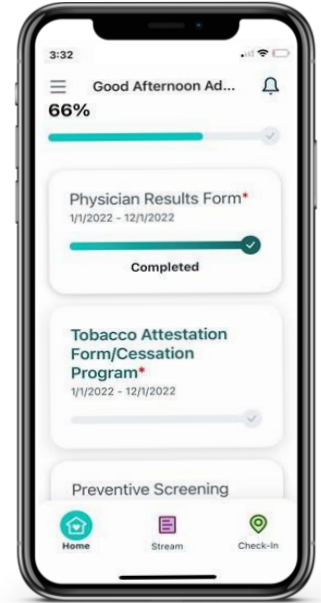 3:32
Good Afternoon Ad...
66%
Physician Results Form*
1/1/2022 - 12/1/2022
Completed
Tobacco Attestation
Form/Cessation
Program*
1/1/2022 - 12/1/2022
Preventive Screening
Home
Stream
Check-In